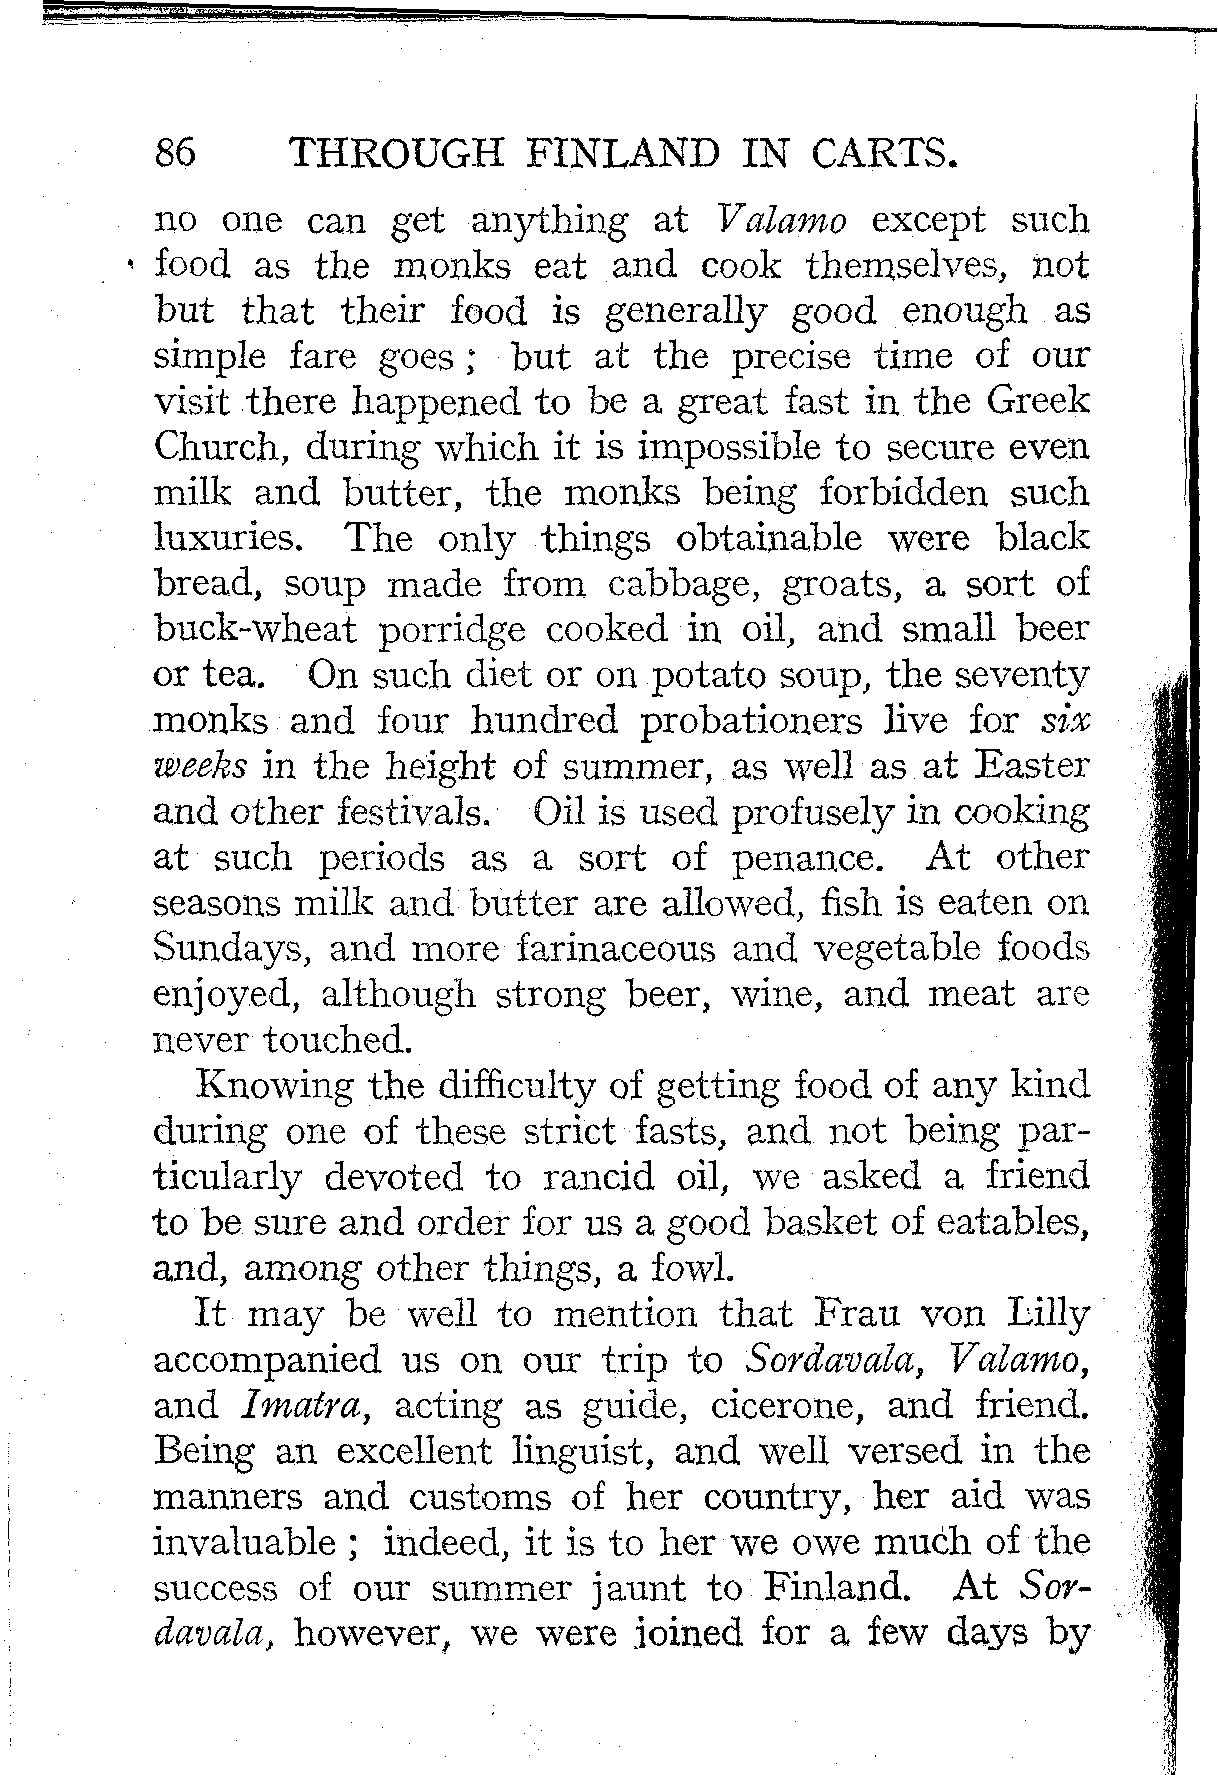 86 THROUGH FINLAND IN CARTS.
no one can get anything at Valamo except such
food as the monks eat and cook themselves, not
but that their food is generally good enough as
simple fare goes ; but at the precise time of our
visit there happened to be a great fast in the Greek
Church, during which it is impossible to secure even
milk and butter, the monks being forbidden such
luxuries. The only things obtainable were black
bread, soup made from cabbage, groats, a sort of
buck-wheat porridge cooked in oil, and small beer
or tea. On such diet or on potato soup, the seventy
monks and four hundred probationers live for six
weeks in the height of summer, as well as at Easter
and other festivals. Oil is used profusely in cooking
at such periods as a sort of penance. At other
seasons milk and butter are allowed, fish is eaten on
Sundays, and more farinaceous and vegetable foods
enjoyed, although strong beer, wine, and meat are
never touched.
Knowing the difficulty of getting food of any kind
during one of these strict fasts, and not being par-
ticularly devoted to rancid oil, we asked a friend
to be sure and order for us a good basket of eatables,
and, among other things, a fowl.
It may be well to mention that Frau von Lilly
accompanied us on our trip to Sordavala, Valamo,
and Imatra, acting as guide, cicerone, and friend.
Being an excellent linguist, and well versed in the
manners and customs of her country, her aid was
invaluable ; indeed, it is to her we owe much of the
success of our summer jaunt to Finland. At Sor-
davala, however, we were joined for a few days by